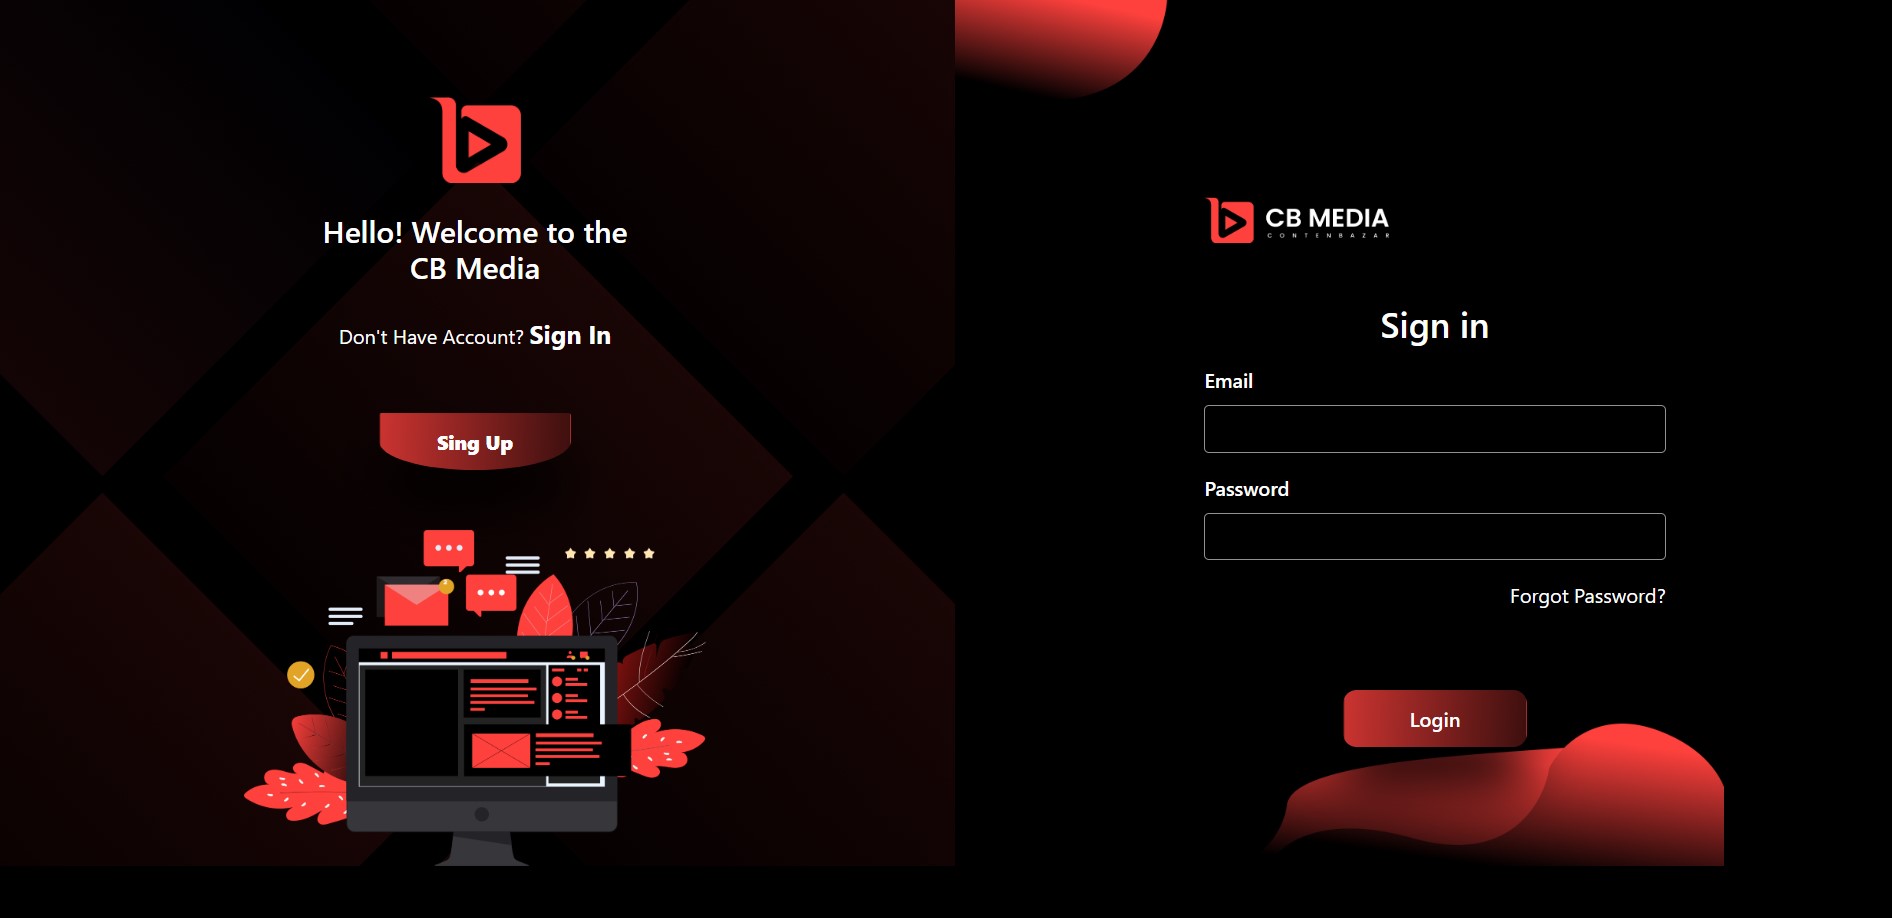 Hello! Welcome to the
CB Media
Don't Have Account? Sign In
Sing Up
CB MEDIA
CONTENBAZAR
Sign in
Email
Password
Forgot Password?
Login